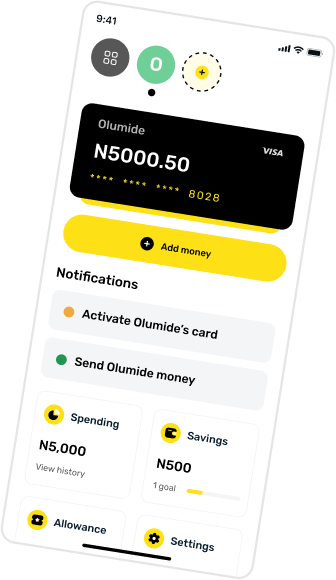 9:41
O
Olumide
VISA
N5000.50
**** **** **** 8028
Add money
Notifications
Activate Olumide's card
Send Olumide money
Spending
N5,000
View history
Savings
N500
1 goal
Allowance
Settings